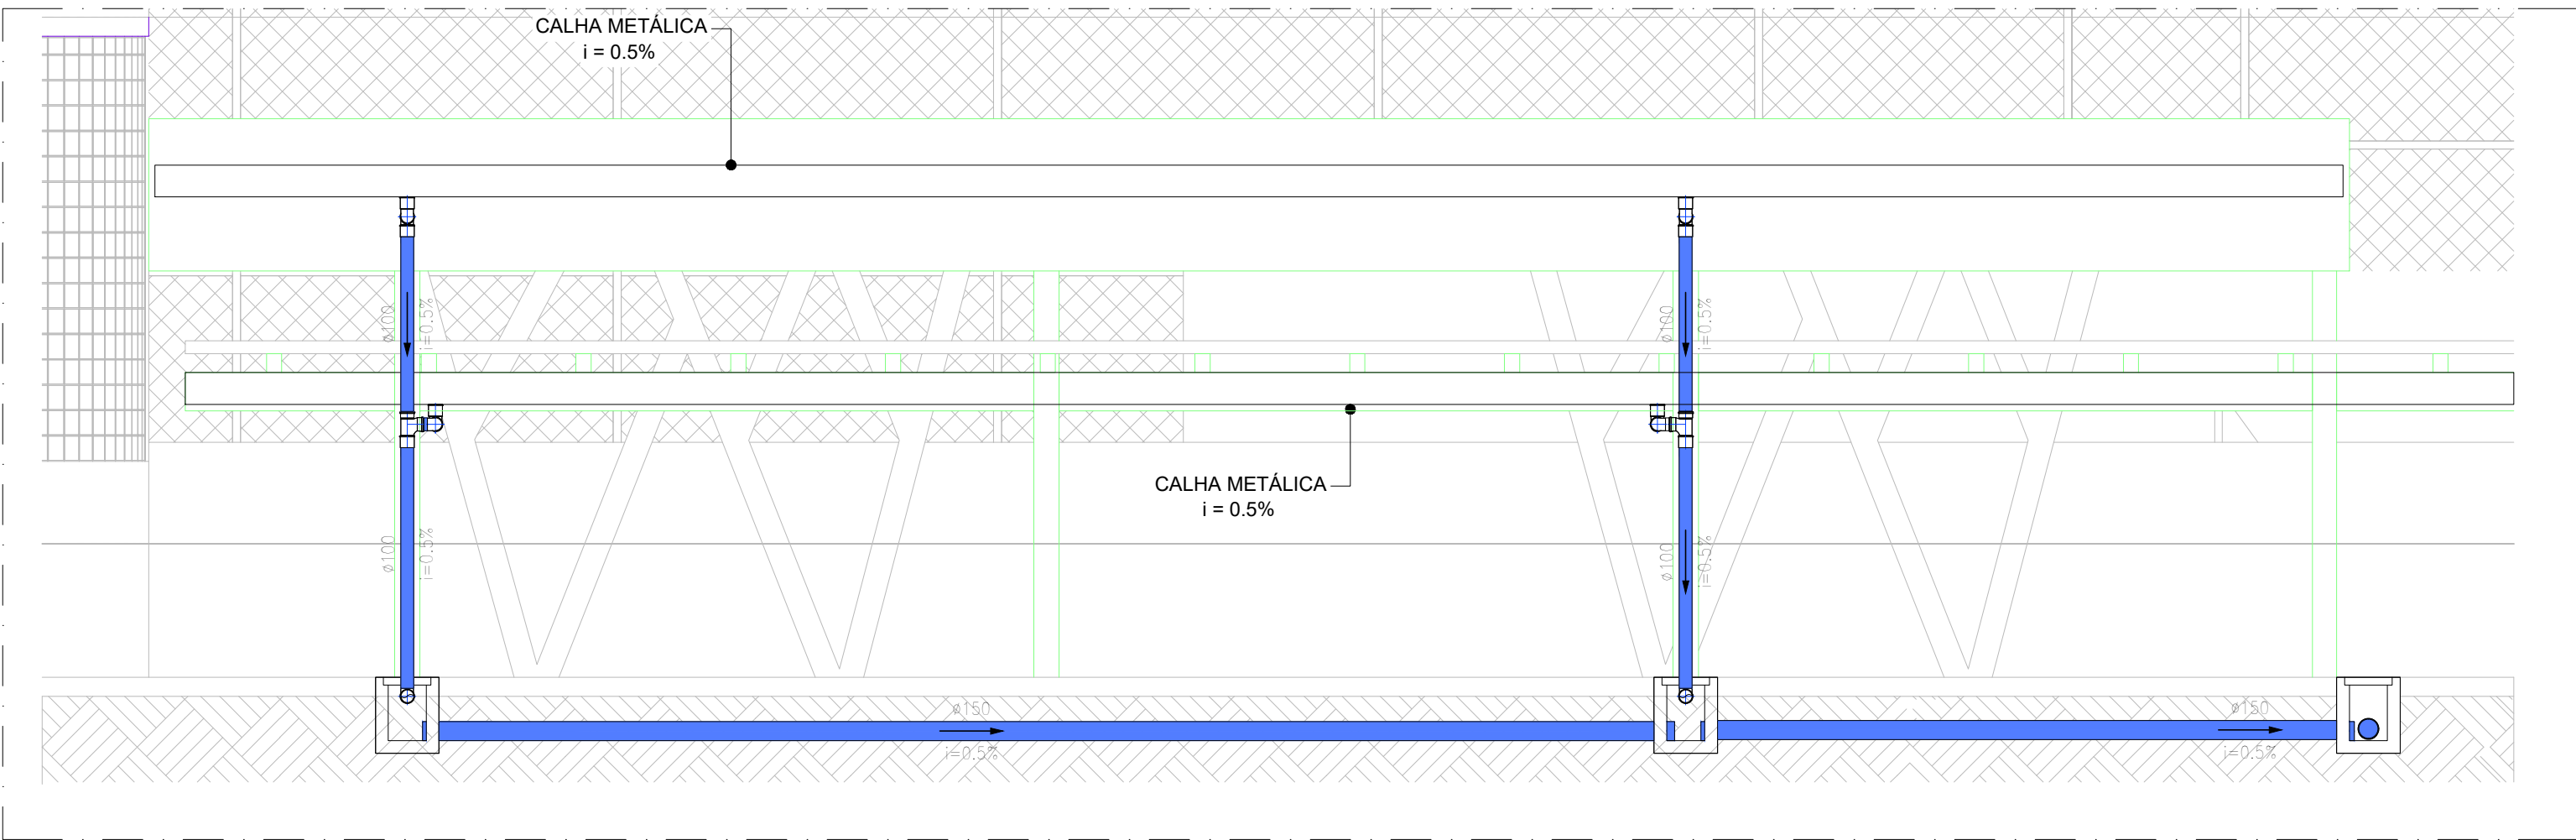 CALHA METÁLICA
i = 0.5%
ø100
i=0.5%
ø100
i=0.5%
CALHA METÁLICA
i = 0.5%
ø100
i=0.5%
ø100
i=0.5%
ø150
i=0.5%
ø150
i=0.5%